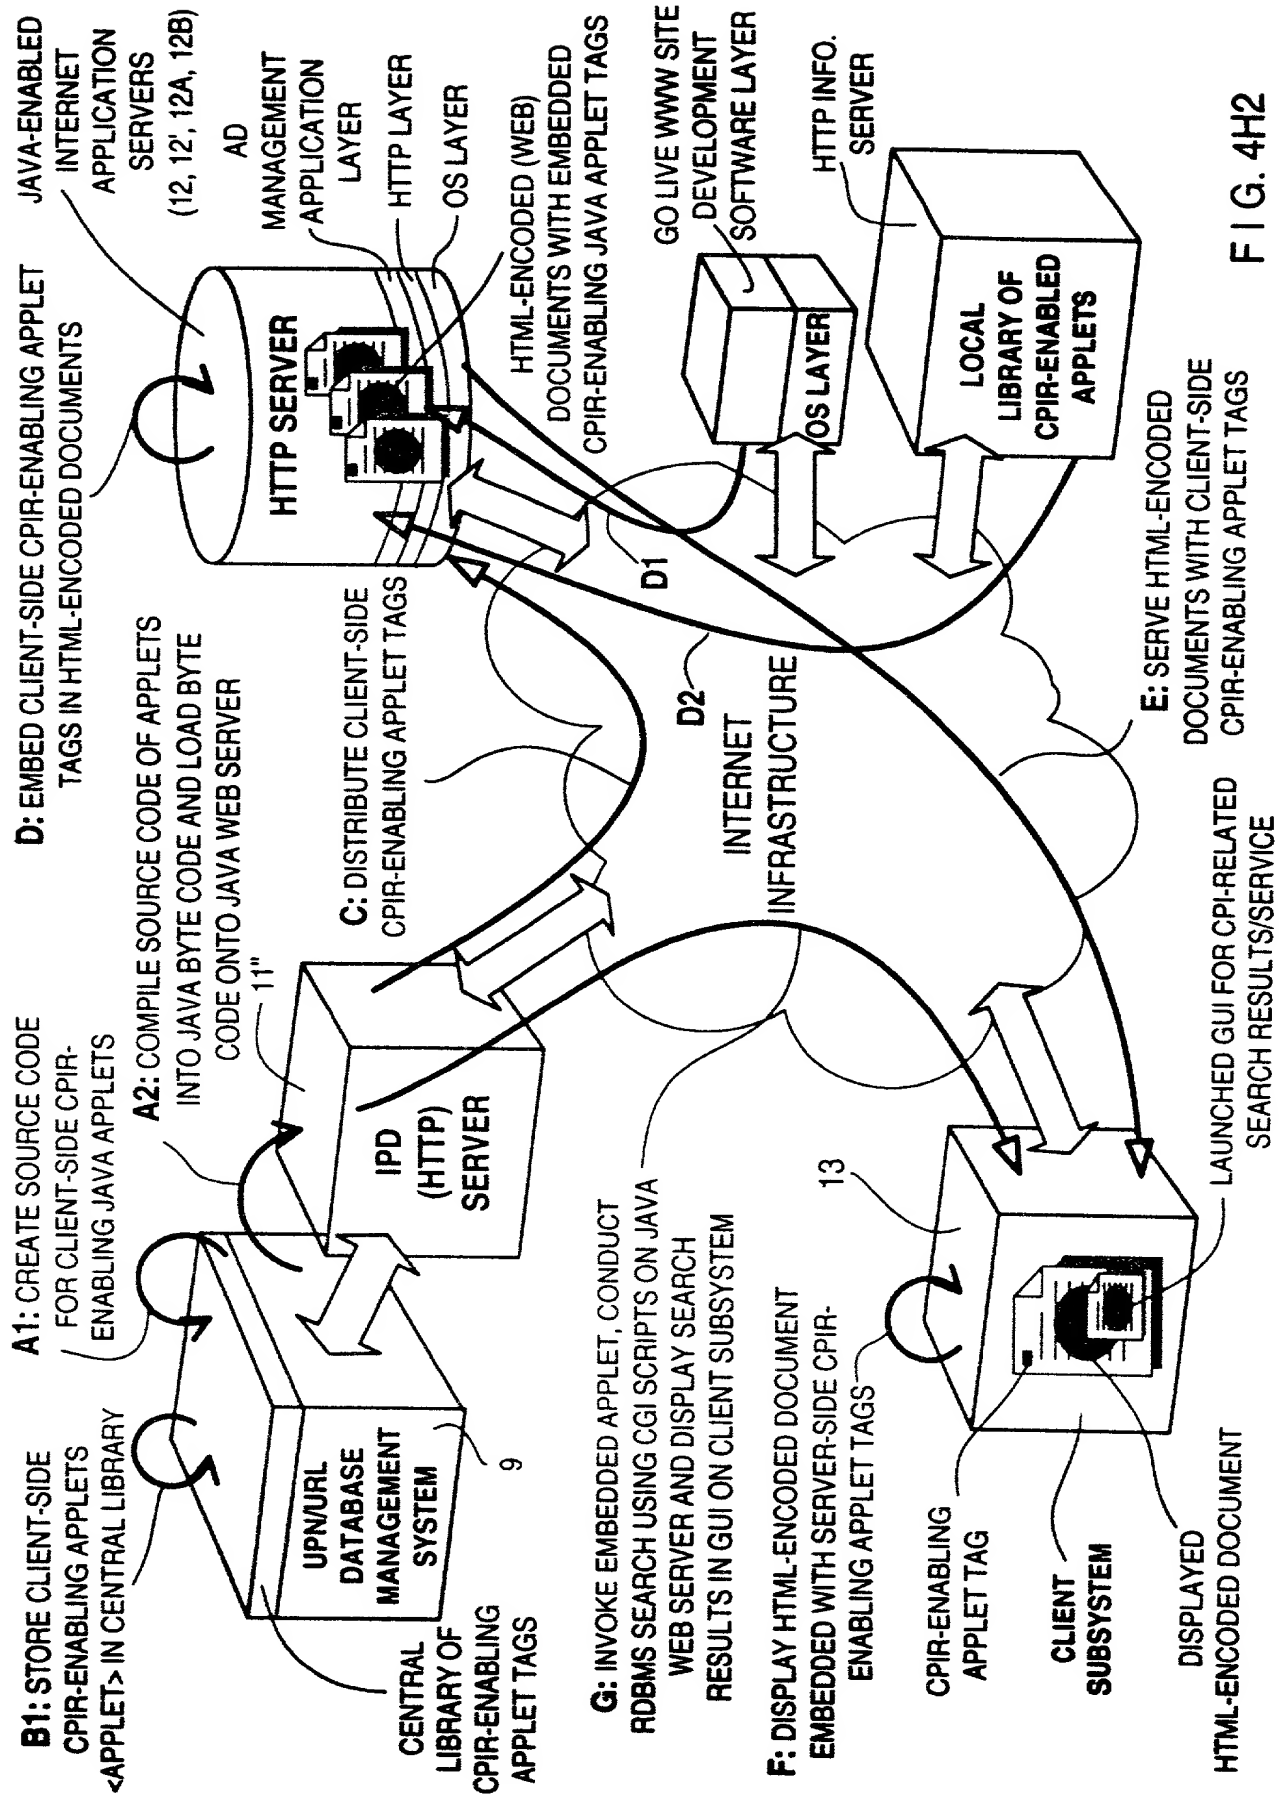 B1: STORE CLIENT-SIDE
CPIR-ENABLING APPLETS
<APPLET> IN CENTRAL LIBRARY
A1: CREATE SOURCE CODE
FOR CLIENT-SIDE CPIR-
ENABLING JAVA APPLETS
A2: COMPILE SOURCE CODE OF APPLETS
INTO JAVA BYTE CODE AND LOAD BYTE
CODE ONTO JAVA WEB SERVER
11"
D: EMBED CLIENT-SIDE CPIR-ENABLING APPLET
TAGS IN HTML-ENCODED DOCUMENTS
JAVA-ENABLED
INTERNET
APPLICATION
SERVERS
(12, 12', 12A, 12B)
AD
MANAGEMENT
APPLICATION
LAYER
HTTP LAYER
OS LAYER
HTTP SERVER
HTML-ENCODED (WEB)
DOCUMENTS WITH EMBEDDED
CPIR-ENABLING JAVA APPLET TAGS
C: DISTRIBUTE CLIENT-SIDE
CPIR-ENABLING APPLET TAGS
IPD
(HTTP)
SERVER
UPN/URL
DATABASE
MANAGEMENT
SYSTEM
9
CENTRAL
LIBRARY OF
CPIR-ENABLING
APPLET TAGS
GO LIVE WWW SITE
DEVELOPMENT
SOFTWARE LAYER
OS LAYER
D1
D2
INTERNET
INFRASTRUCTURE
HTTP INFO.
SERVER
LOCAL
LIBRARY OF
CPIR-ENABLED
APPLETS
G: INVOKE EMBEDDED APPLET, CONDUCT
RDBMS SEARCH USING CGI SCRIPTS ON JAVA
WEB SERVER AND DISPLAY SEARCH
RESULTS IN GUI ON CLIENT SUBSYSTEM
F: DISPLAY HTML-ENCODED DOCUMENT
EMBEDDED WITH SERVER-SIDE CPIR-
ENABLING APPLET TAGS
13
CPIR-ENABLING
APPLET TAG
CLIENT
SUBSYSTEM
DISPLAYED
HTML-ENCODED DOCUMENT
LAUNCHED GUI FOR CPI-RELATED
SEARCH RESULTS/SERVICE
E: SERVE HTML-ENCODED
DOCUMENTS WITH CLIENT-SIDE
CPIR-ENABLING APPLET TAGS
FIG. 4H2